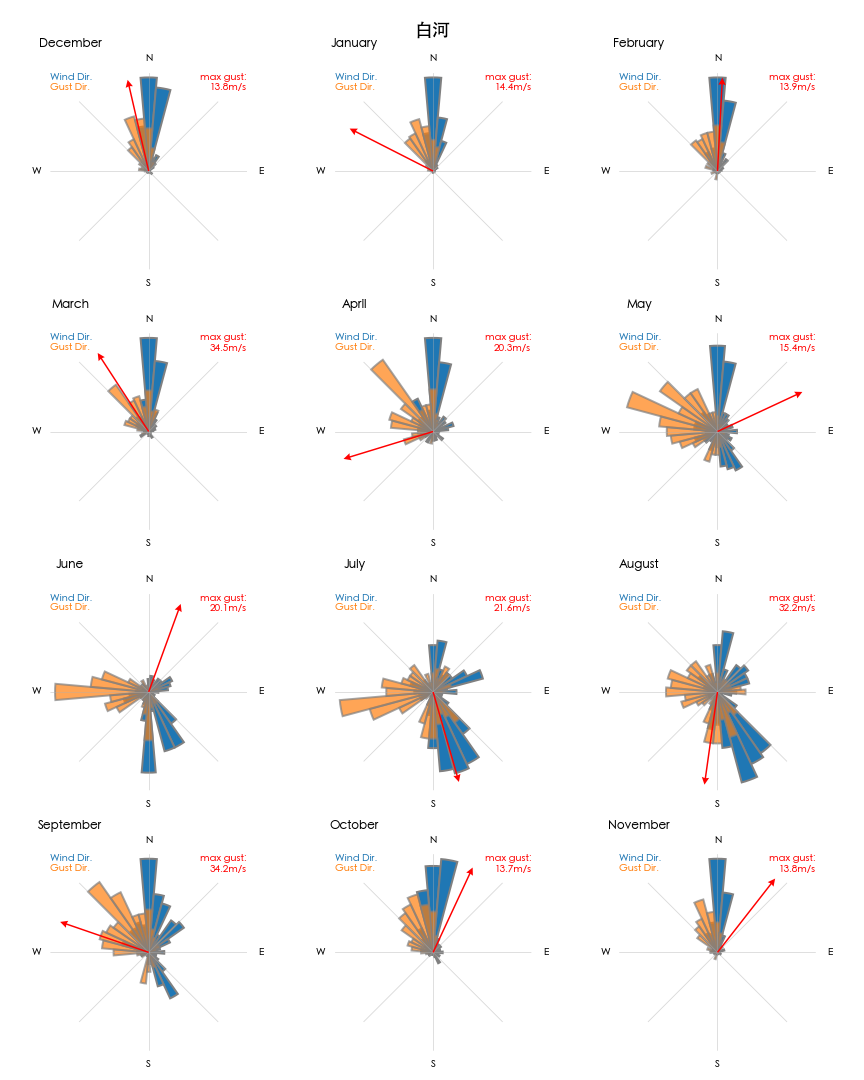 白河
December
January
February
N
N
N
Wind Dir.
Gust Dir.
max gust:
13.8m/s
Wind Dir.
Gust Dir.
max gust:
14.4m/s
Wind Dir.
Gust Dir.
max gust:
13.9m/s
W
E
W
E
W
E
S
S
S
March
April
May
N
N
N
Wind Dir.
Gust Dir.
max gust:
34.5m/s
Wind Dir.
Gust Dir.
max gust:
20.3m/s
Wind Dir.
Gust Dir.
max gust:
15.4m/s
W
E
W
E
W
E
S
S
S
June
July
August
N
N
N
Wind Dir.
Gust Dir.
max gust:
20.1m/s
Wind Dir.
Gust Dir.
max gust:
21.6m/s
Wind Dir.
Gust Dir.
max gust:
32.2m/s
W
E
W
E
W
E
S
S
S
September
October
November
N
N
N
Wind Dir.
Gust Dir.
max gust:
34.2m/s
Wind Dir.
Gust Dir.
max gust:
13.7m/s
Wind Dir.
Gust Dir.
max gust:
13.8m/s
W
E
W
E
W
E
S
S
S